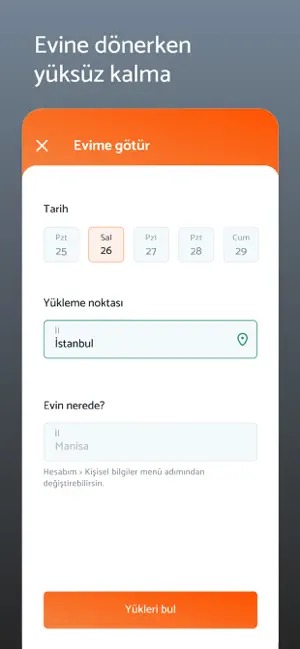 Evine dönerken
yüksüz kalma
Evime götür
Tarih
Pzt Sal Pzt Pzt Cum
25 26 27 28 29
Yükleme noktası
İl
İstanbul
Evin nerede?
İl
Manisa
Hesabım > Kişisel bilgiler menü adımından
değiştirebilirsin.
Yükleri bul